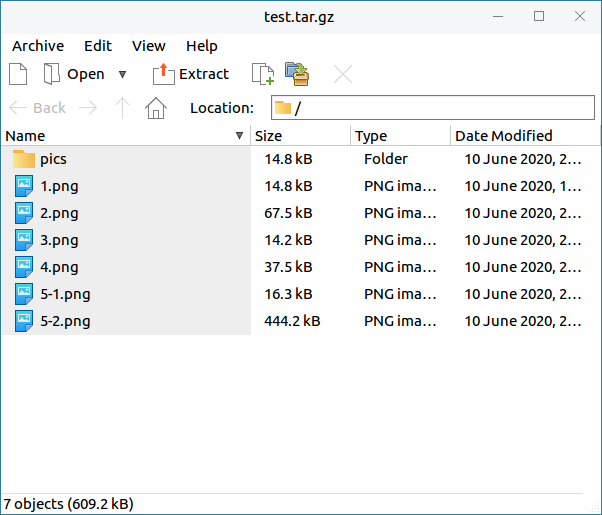 test.tar.gz
Archive Edit View Help
Open Extract
Back Location: /
Name Size Type Date Modified
pics 14.8 kB Folder 10 June 2020, 2...
1.png 14.8 kB PNG ima... 10 June 2020, 1...
2.png 67.5 kB PNG ima... 10 June 2020, 2...
3.png 14.2 kB PNG ima... 10 June 2020, 2...
4.png 37.5 kB PNG ima... 10 June 2020, 2...
5-1.png 16.3 kB PNG ima... 10 June 2020, 2...
5-2.png 444.2 kB PNG ima... 10 June 2020, 2...
7 objects (609.2 kB)